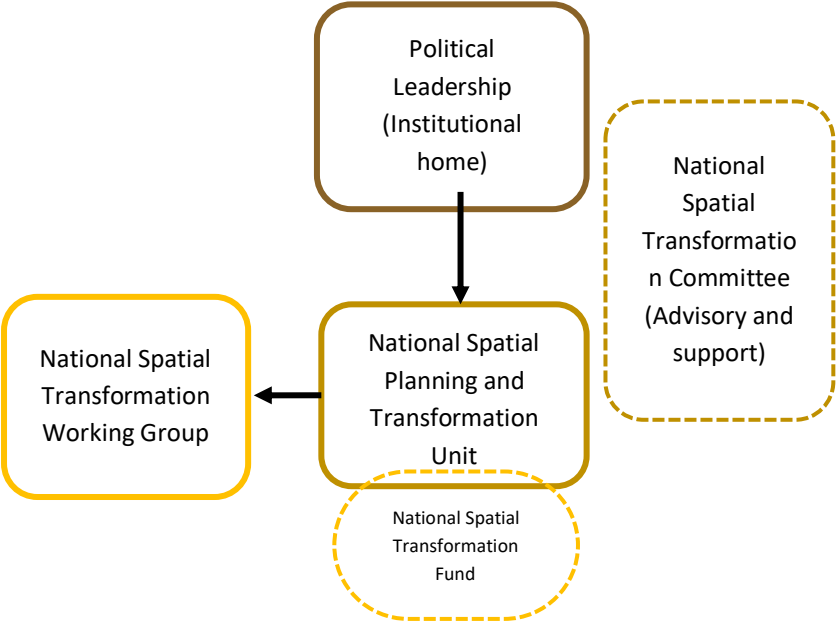 Political
Leadership
(Institutional
home)
National
Spatial
Transformatio
n Committee
(Advisory and
support)
National Spatial
Transformation
Working Group
National Spatial
Planning and
Transformation
Unit
National Spatial
Transformation
Fund